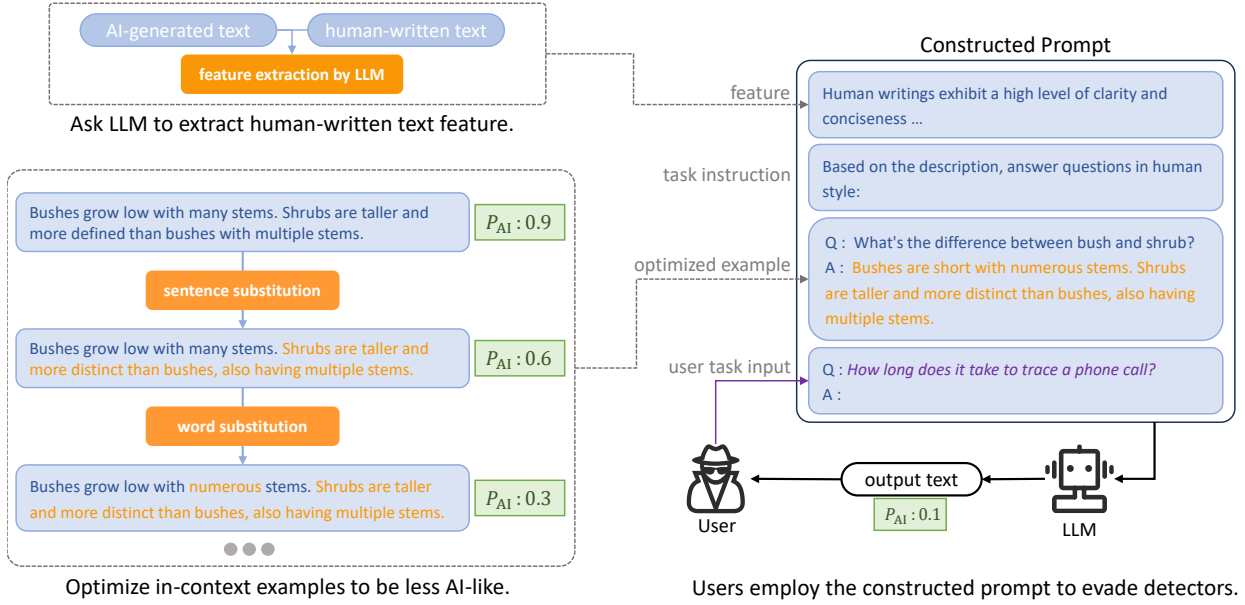 AI-generated text
human-written text
feature extraction by LLM
Ask LLM to extract human-written text feature.
Bushes grow low with many stems. Shrubs are taller and
more defined than bushes with multiple stems.
P_AI : 0.9
sentence substitution
Bushes grow low with many stems. Shrubs are taller and
more distinct than bushes, also having multiple stems.
P_AI : 0.6
word substitution
Bushes grow low with numerous stems. Shrubs are taller
and more distinct than bushes, also having multiple stems.
P_AI : 0.3
Optimize in-context examples to be less AI-like.
Constructed Prompt
feature
Human writings exhibit a high level of clarity and
conciseness ...
task instruction
Based on the description, answer questions in human
style:
optimized example
Q : What's the difference between bush and shrub?
A : Bushes are short with numerous stems. Shrubs
are taller and more distinct than bushes, also having
multiple stems.
user task input
Q : How long does it take to trace a phone call?
A :
User
output text
P_AI : 0.1
LLM
Users employ the constructed prompt to evade detectors.